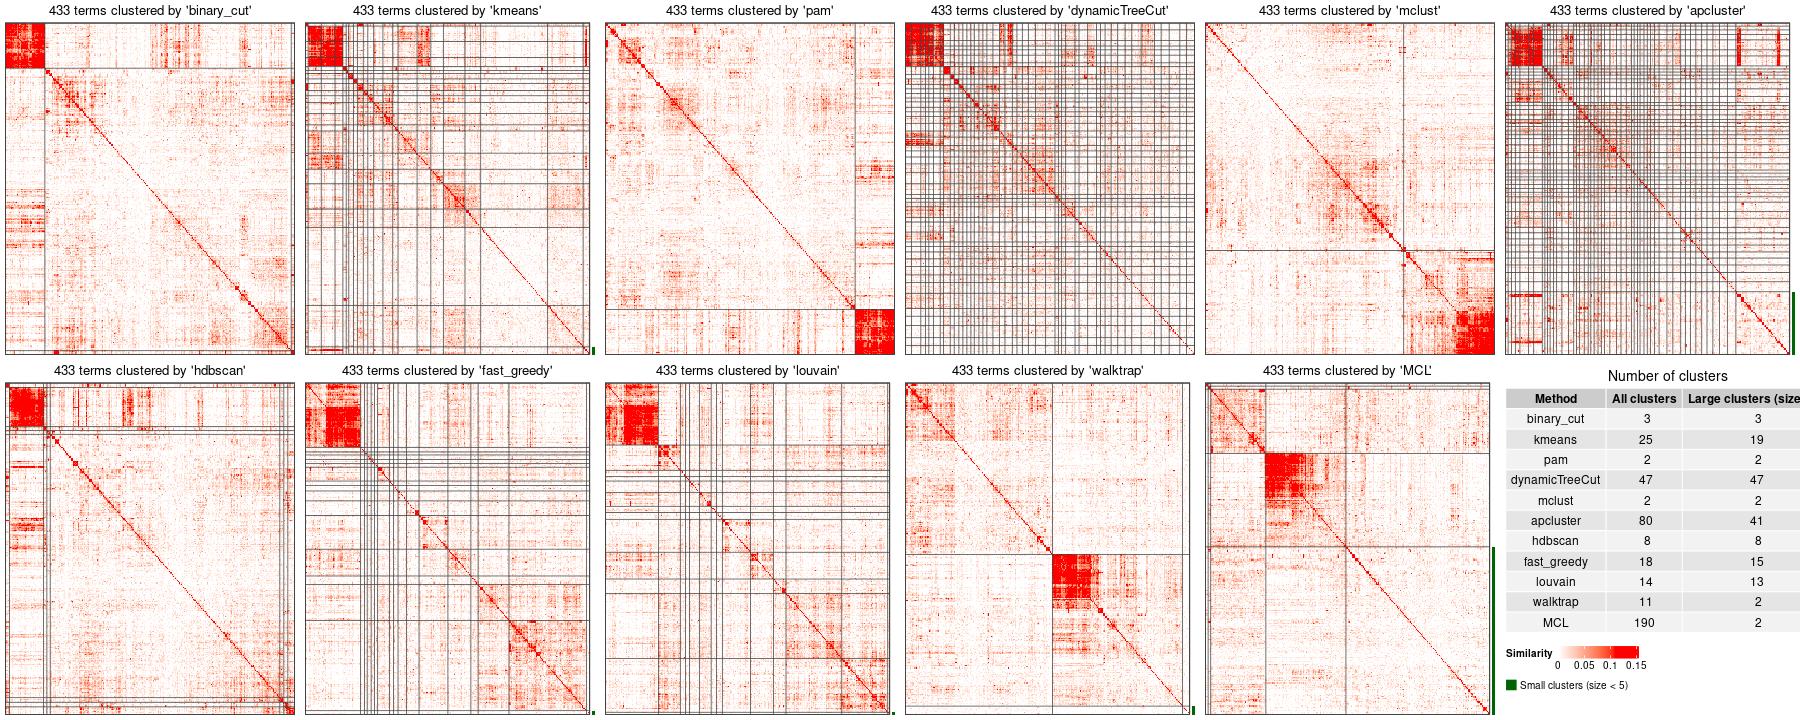 433 terms clustered by 'binary_cut'
433 terms clustered by 'kmeans'
433 terms clustered by 'pam'
433 terms clustered by 'dynamicTreeCut'
433 terms clustered by 'mclust'
433 terms clustered by 'apcluster'
433 terms clustered by 'hdbscan'
433 terms clustered by 'fast_greedy'
433 terms clustered by 'louvain'
433 terms clustered by 'walktrap'
433 terms clustered by 'MCL'
Number of clusters
Method All clusters Large clusters (size
binary_cut 3 3
kmeans 25 19
pam 2 2
dynamicTreeCut 47 47
mclust 2 2
apcluster 80 41
hdbscan 8 8
fast_greedy 18 15
louvain 14 13
walktrap 11 2
MCL 190 2
Similarity
0 0.05 0.1 0.15
Small clusters (size < 5)